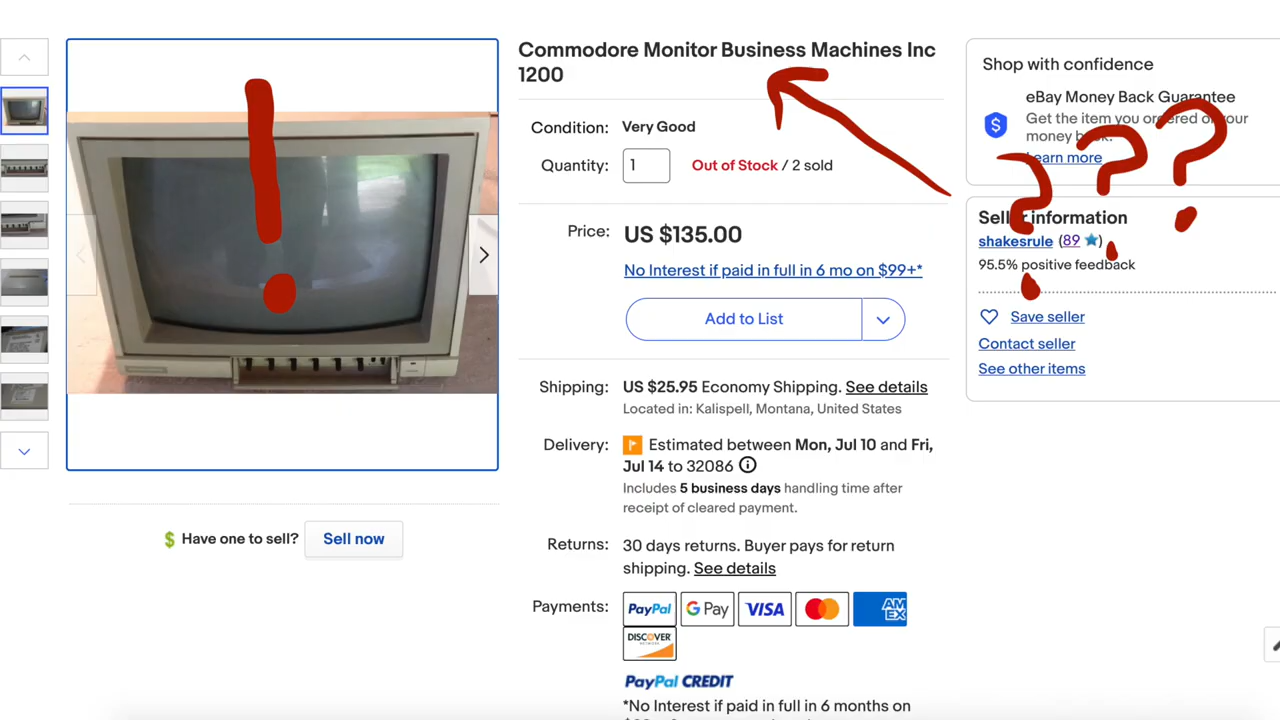 Commodore Monitor Business Machines Inc
1200
Condition: Very Good
Quantity: 1 Out of Stock / 2 sold
Price: US $135.00
No Interest if paid in full in 6 mo on $99+*
Add to List
Shipping: US $25.95 Economy Shipping. See details
Located in: Kalispell, Montana, United States
Delivery: Estimated between Mon, Jul 10 and Fri,
Jul 14 to 32086
Includes 5 business days handling time after
receipt of cleared payment.
Returns: 30 days returns. Buyer pays for return
shipping. See details
Payments: PayPal G Pay VISA AM EX
DISCOVER
PayPal CREDIT
*No Interest if paid in full in 6 months on
Have one to sell? Sell now
!
Shop with confidence
eBay Money Back Guarantee
Get the item you ordered or your
money back.
Learn more
? ? ?
Seller information
shakesrule (89)
95.5% positive feedback
Save seller
Contact seller
See other items